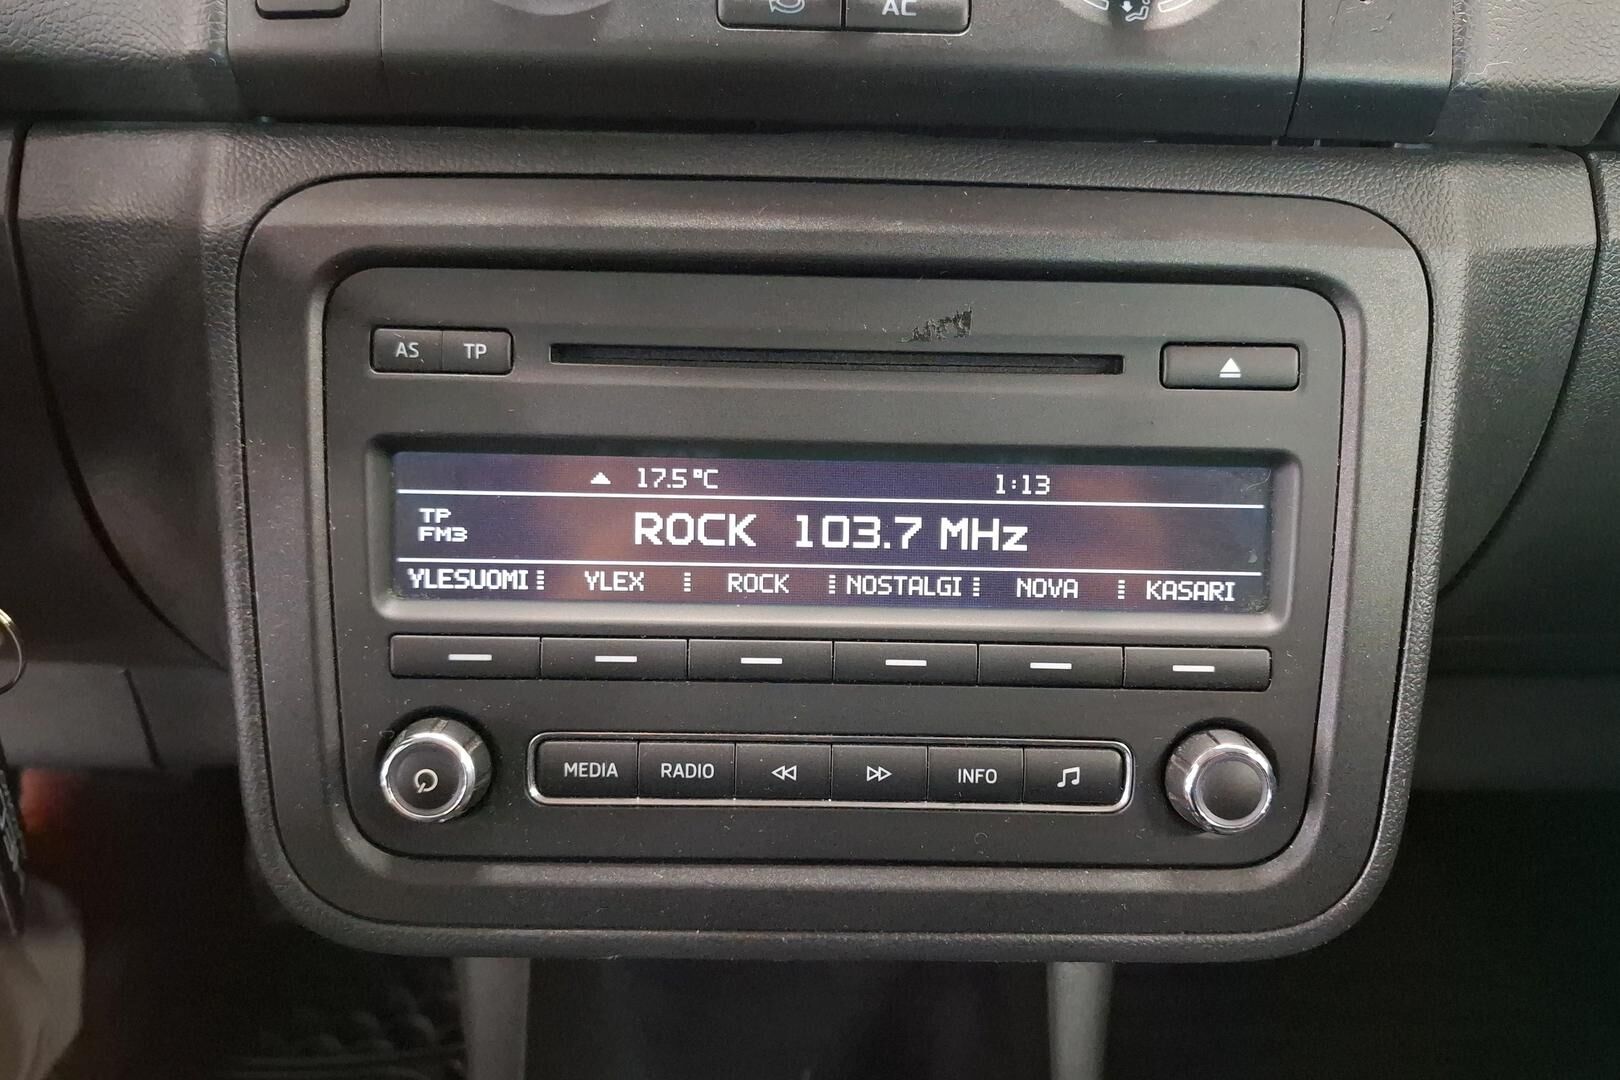 AC
AS TP
17.5°C 1:13
TP
FM3
ROCK 103.7 MHz
YLESUOMI YLEX ROCK NOSTALGI NOVA KASARI
MEDIA RADIO INFO